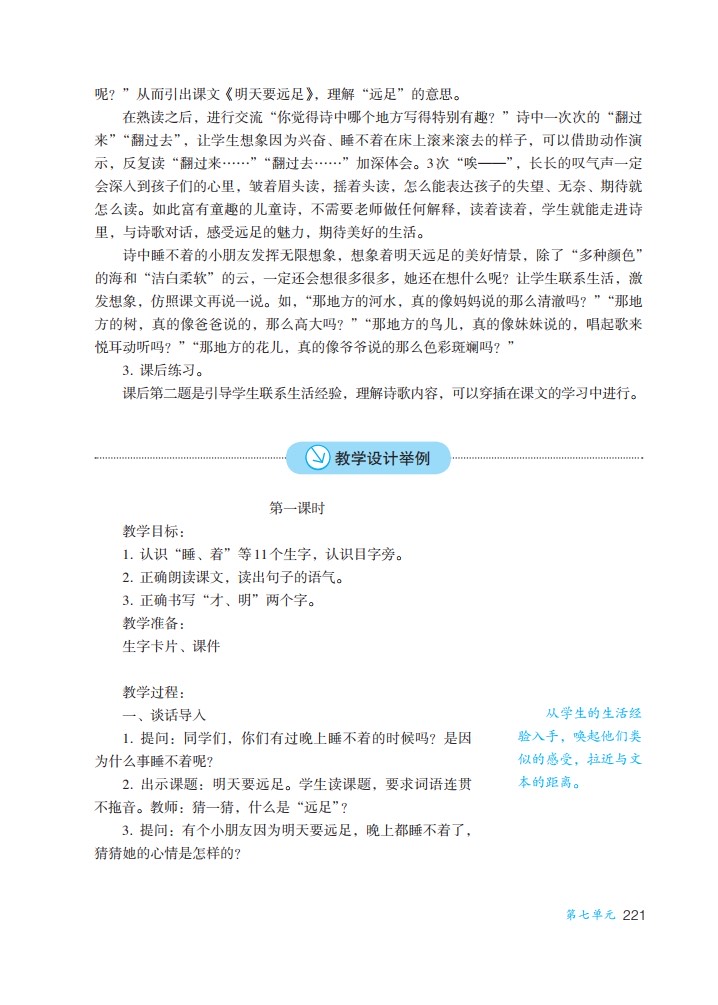 呢？”从而引出课文《明天要远足》，理解“远足”的意思。
在熟读之后，进行交流“你觉得诗中哪个地方写得特别有趣？”诗中一次次的“翻过
来”“翻过去”，让学生想象因为兴奋、睡不着在床上滚来滚去的样子，可以借助动作演
示，反复读“翻过来……”“翻过去……”加深体会。3次“唉——”，长长的叹气声一定
会深入到孩子们的心里，皱着眉头读，摇着头读，怎么能表达孩子的失望、无奈、期待就
怎么读。如此富有童趣的儿童诗，不需要老师做任何解释，读着读着，学生就能走进诗
里，与诗歌对话，感受远足的魅力，期待美好的生活。
诗中睡不着的小朋友发挥无限想象，想象着明天远足的美好情景，除了“多种颜色”
的海和“洁白柔软”的云，一定还会想很多很多，她还在想什么呢？让学生联系生活，激
发想象，仿照课文再说一说。如，“那地方的河水，真的像妈妈说的那么清澈吗？”“那地
方的树，真的像爸爸说的，那么高大吗？”“那地方的鸟儿，真的像妹妹说的，唱起歌来
悦耳动听吗？”“那地方的花儿，真的像爷爷说的那么色彩斑斓吗？”
3. 课后练习。
课后第二题是引导学生联系生活经验，理解诗歌内容，可以穿插在课文的学习中进行。
教学设计举例
第一课时
教学目标：
1. 认识“睡、着”等11个生字，认识目字旁。
2. 正确朗读课文，读出句子的语气。
3. 正确书写“才、明”两个字。
教学准备：
生字卡片、课件
教学过程：
一、谈话导入
1. 提问：同学们，你们有过晚上睡不着的时候吗？是因
为什么事睡不着呢？
2. 出示课题：明天要远足。学生读课题，要求词语连贯
不拖音。教师：猜一猜，什么是“远足”？
3. 提问：有个小朋友因为明天要远足，晚上都睡不着了，
猜猜她的心情是怎样的？
从学生的生活经
验入手，唤起他们类
似的感受，拉近与文
本的距离。
第七单元 221